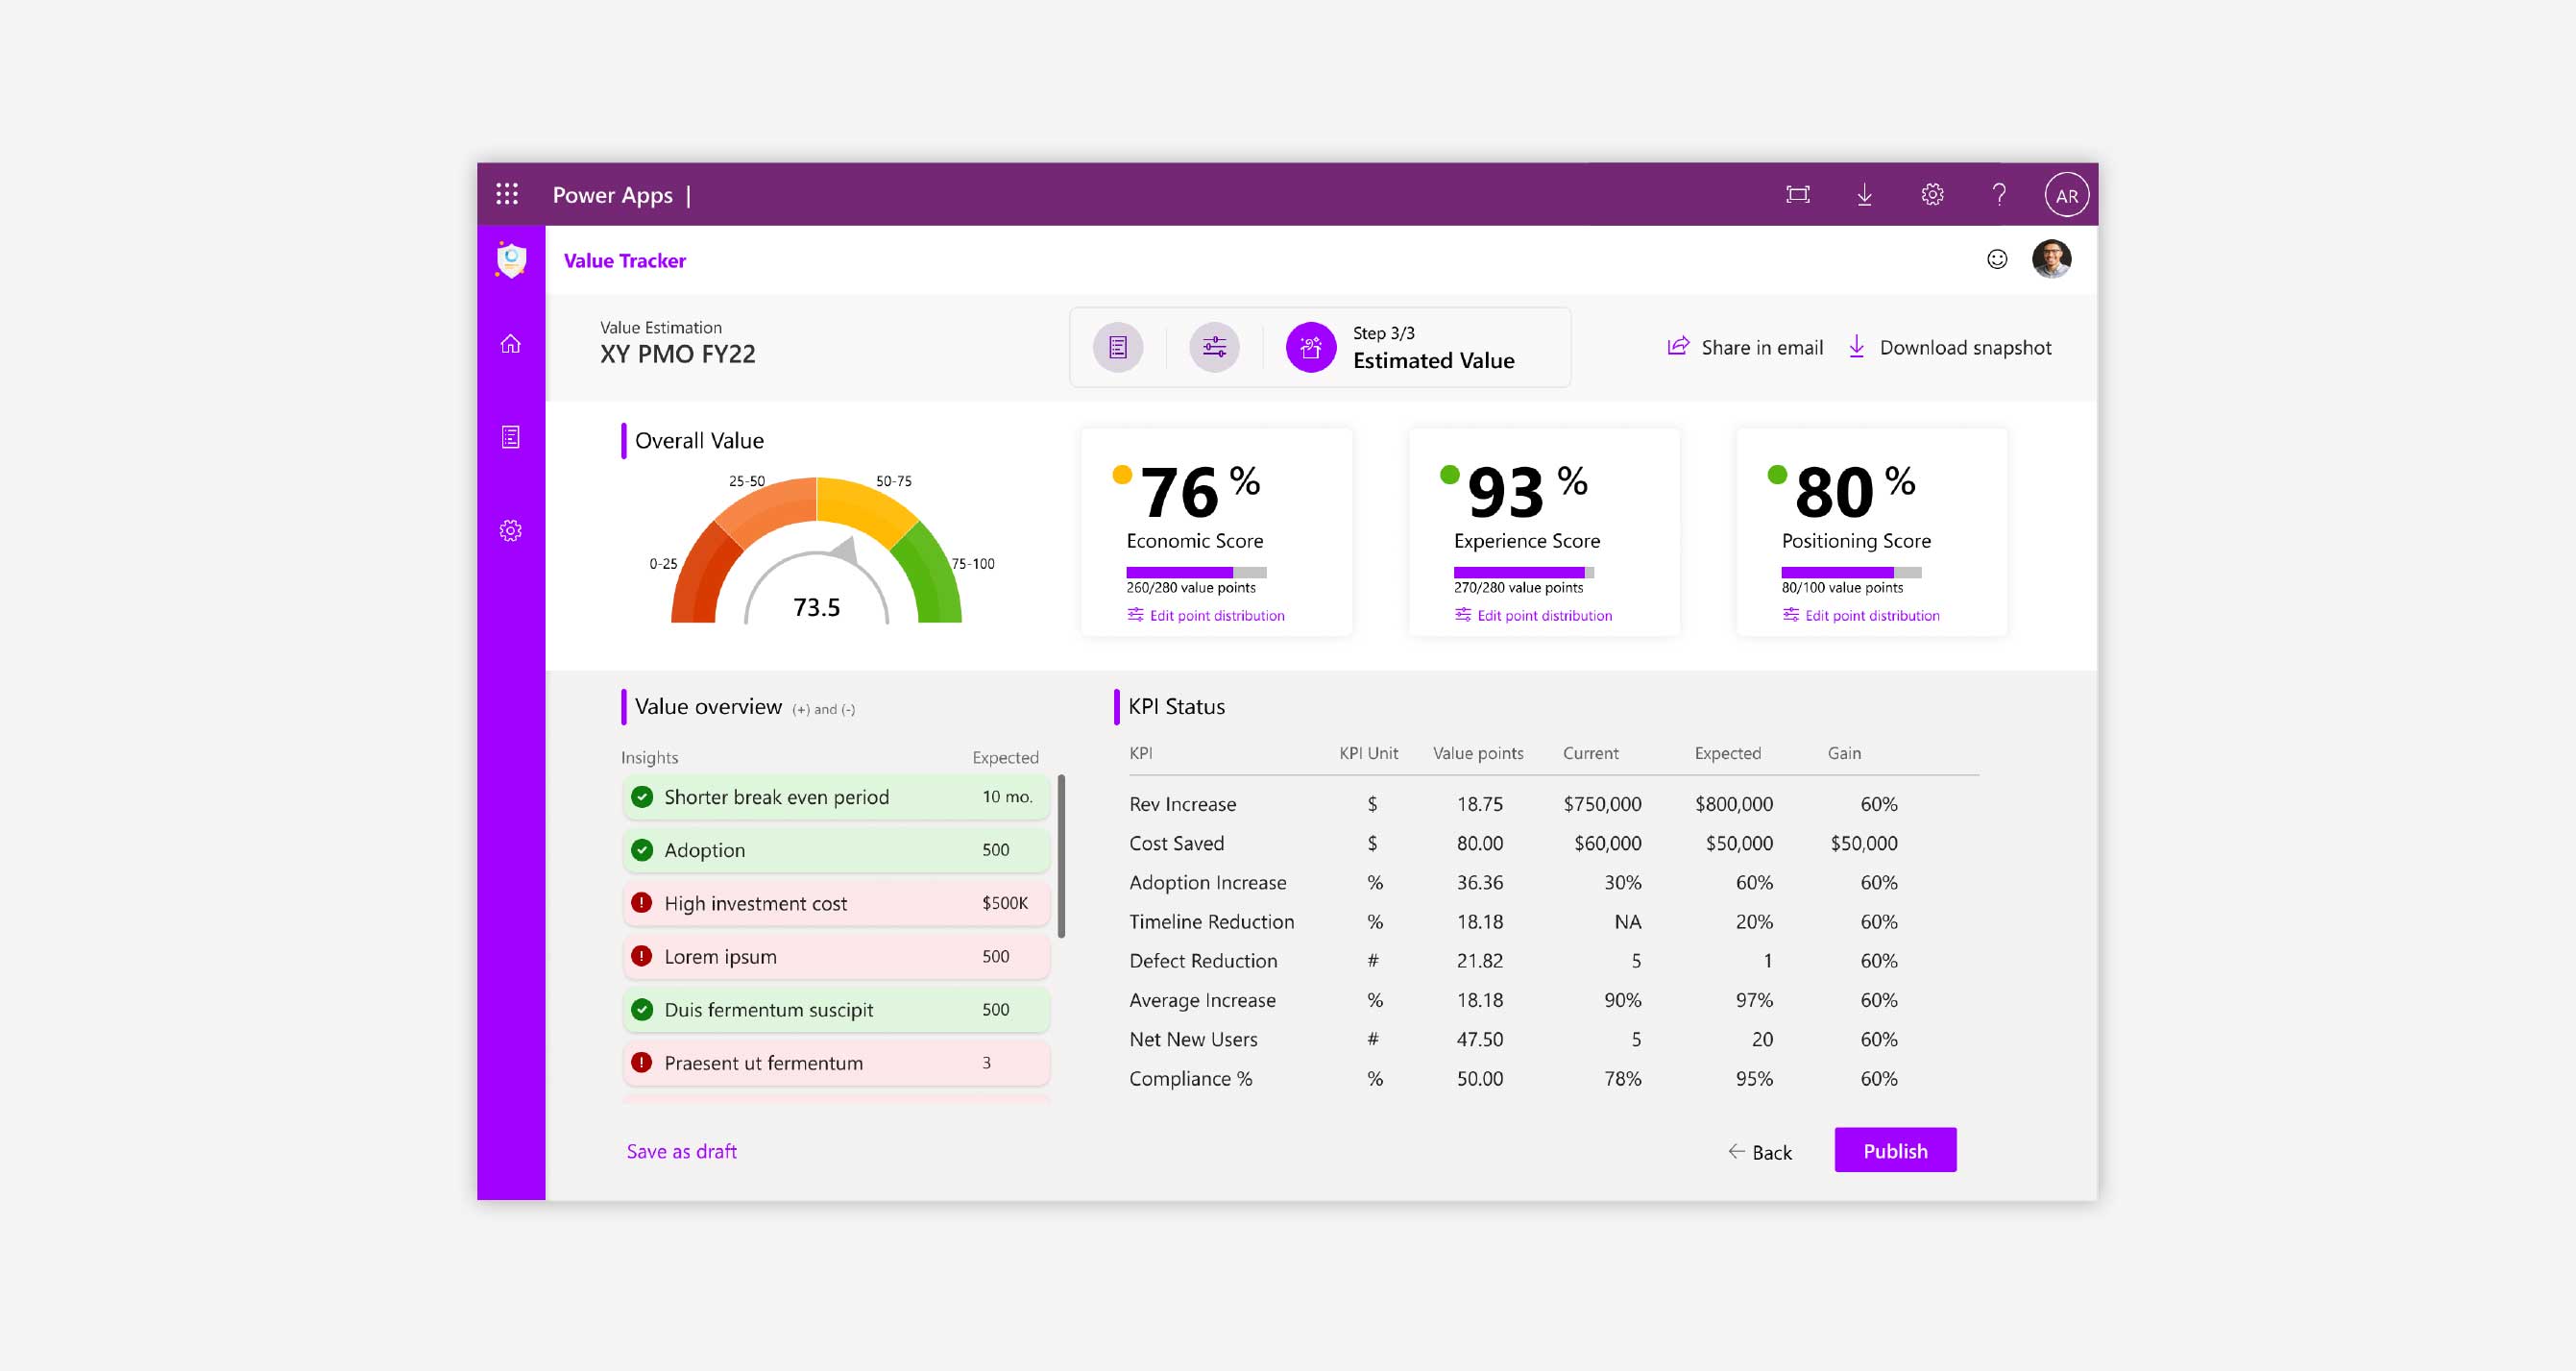 Power Apps |
AR
Value Tracker
Value Estimation
XY PMO FY22
Step 3/3
Estimated Value
Share in email
Download snapshot
Overall Value
0-25
25-50
50-75
75-100
73.5
76 %
Economic Score
260/280 value points
Edit point distribution
93 %
Experience Score
270/280 value points
Edit point distribution
80 %
Positioning Score
80/100 value points
Edit point distribution
Value overview (+) and (-)
Insights Expected
Shorter break even period 10 mo.
Adoption 500
High investment cost $500K
Lorem ipsum 500
Duis fermentum suscipit 500
Praesent ut fermentum 3
KPI Status
KPI KPI Unit Value points Current Expected Gain
Rev Increase $ 18.75 $750,000 $800,000 60%
Cost Saved $ 80.00 $60,000 $50,000 $50,000
Adoption Increase % 36.36 30% 60% 60%
Timeline Reduction % 18.18 NA 20% 60%
Defect Reduction # 21.82 5 1 60%
Average Increase % 18.18 90% 97% 60%
Net New Users # 47.50 5 20 60%
Compliance % % 50.00 78% 95% 60%
Save as draft
Back
Publish